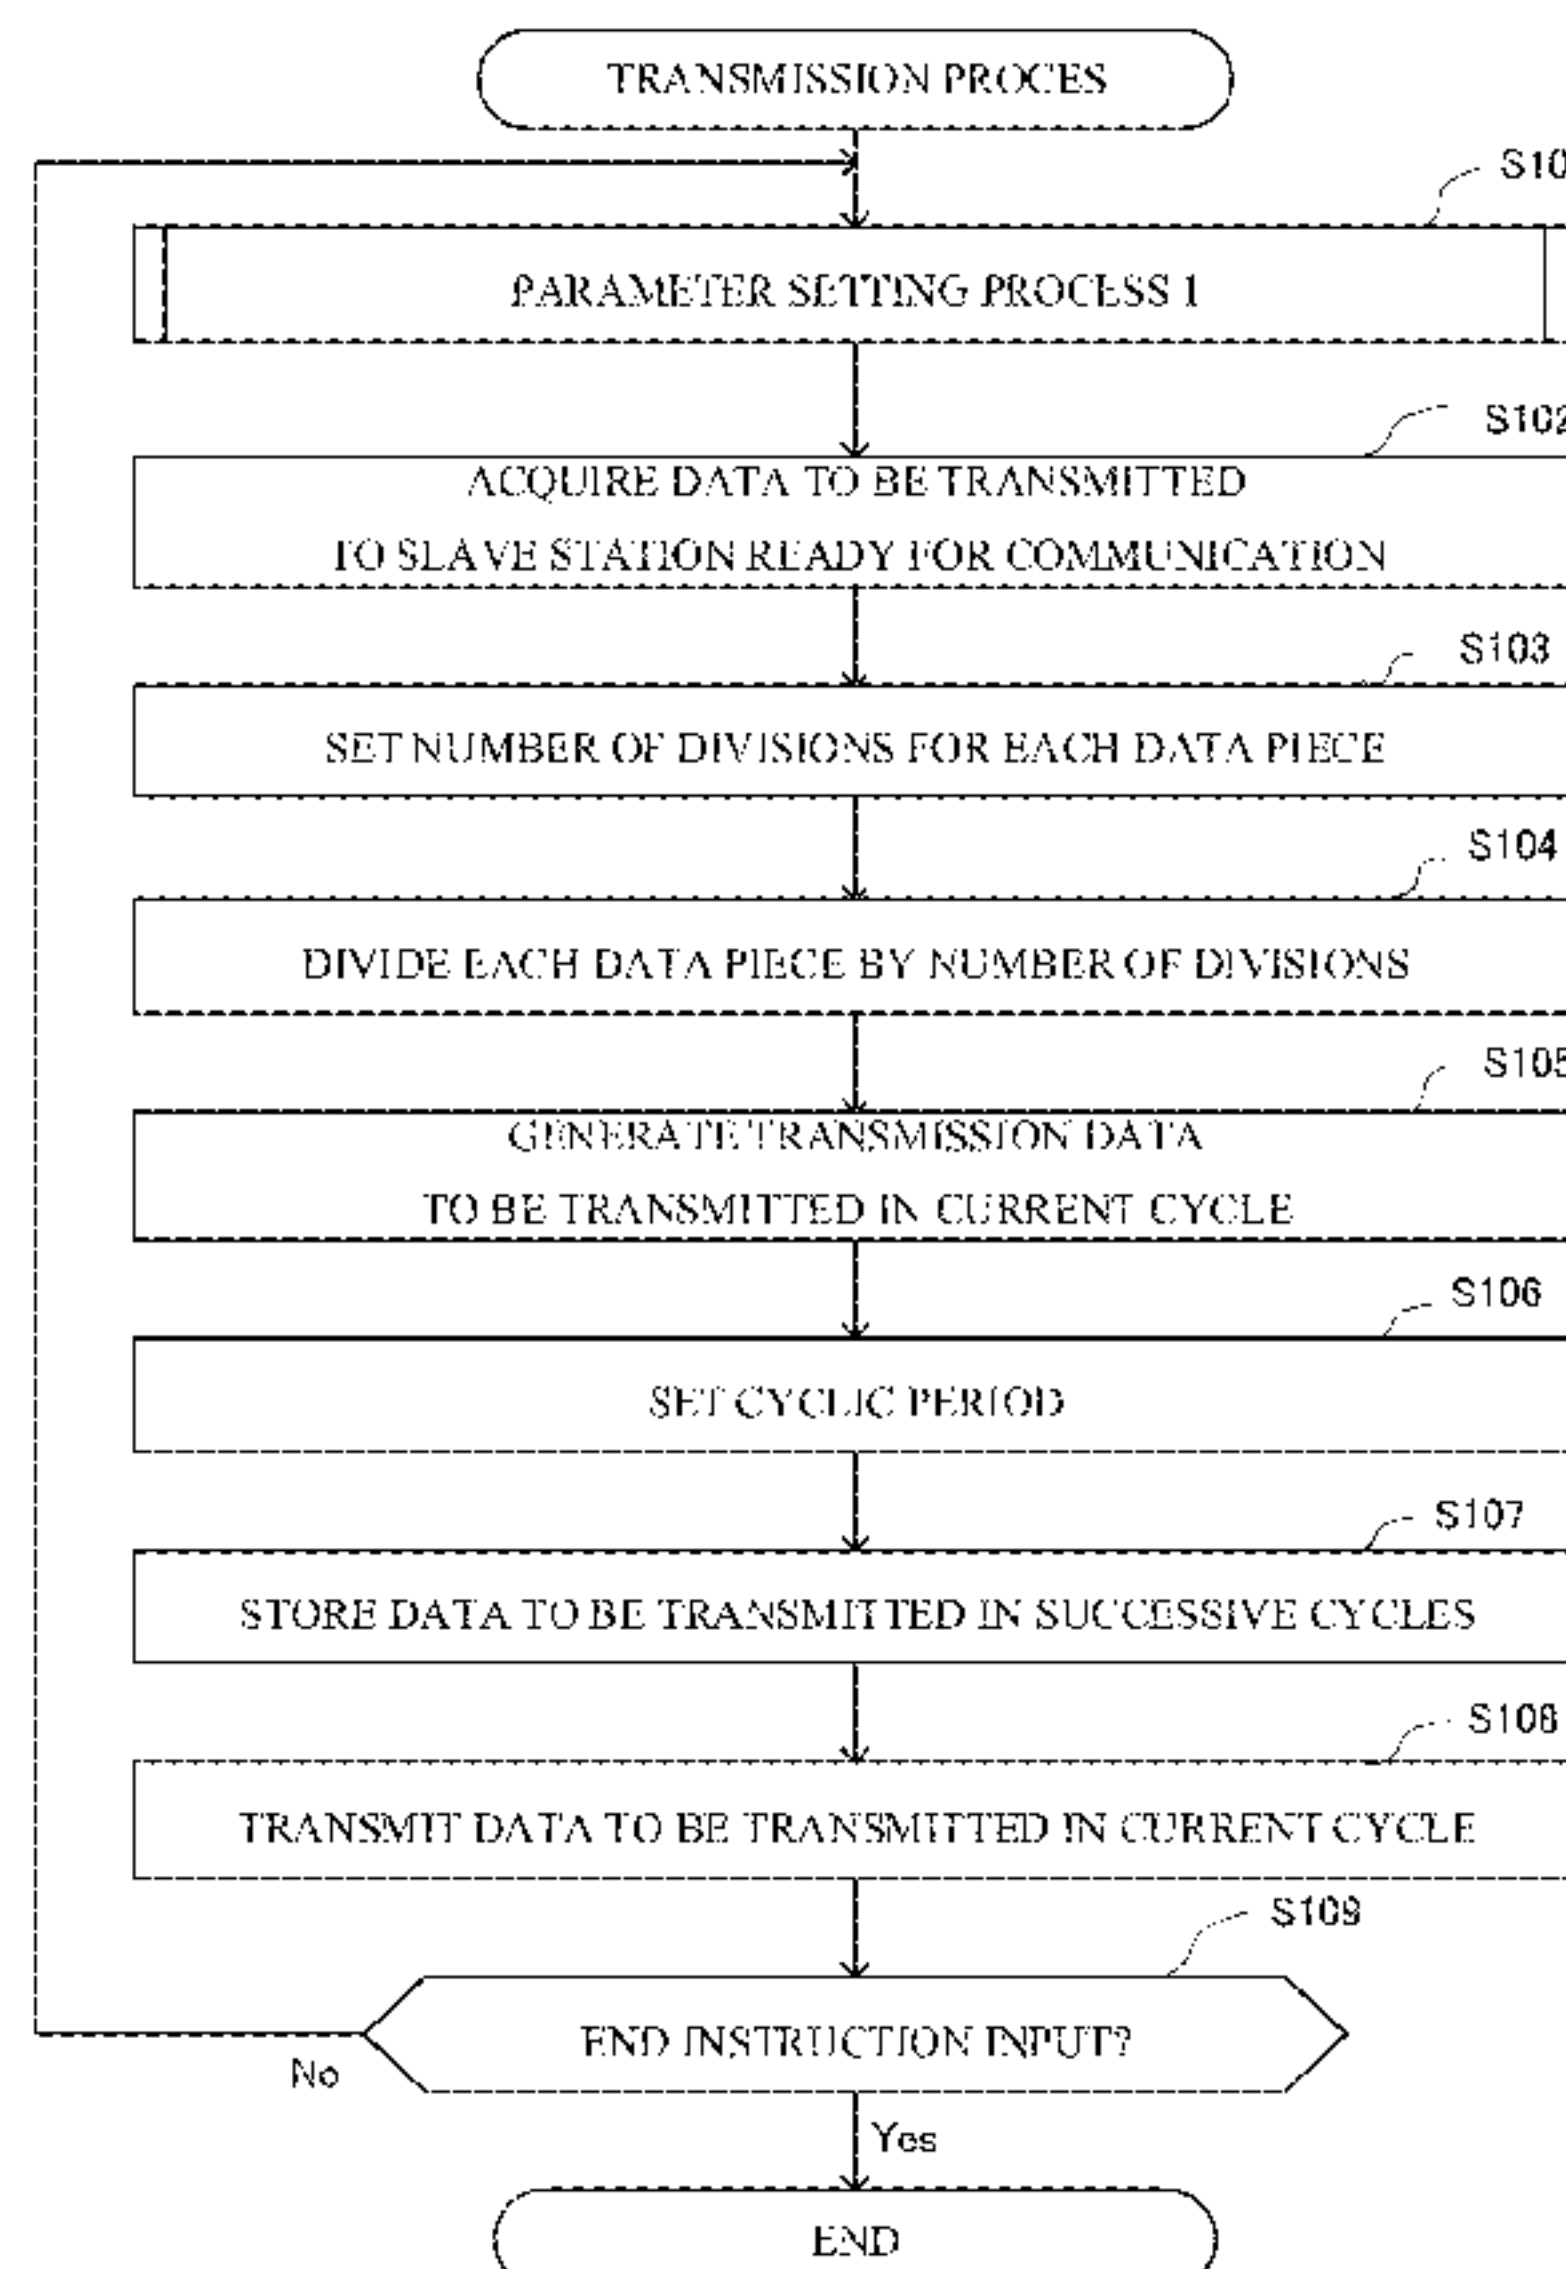 TRANSMISSION PROCES
S10
PARAMETER SETTING PROCESS 1
S102
ACQUIRE DATA TO BE TRANSMITTED
TO SLAVE STATION READY FOR COMMUNICATION
S103
SET NUMBER OF DIVISIONS FOR EACH DATA PIECE
S104
DIVIDE EACH DATA PIECE BY NUMBER OF DIVISIONS
S105
GENERATE TRANSMISSION DATA
TO BE TRANSMITTED IN CURRENT CYCLE
S106
SET CYCLIC PERIOD
S107
STORE DATA TO BE TRANSMITTED IN SUCCESSIVE CYCLES
S108
TRANSMIT DATA TO BE TRANSMITTED IN CURRENT CYCLE
S109
END INSTRUCTION INPUT?
No
Yes
END